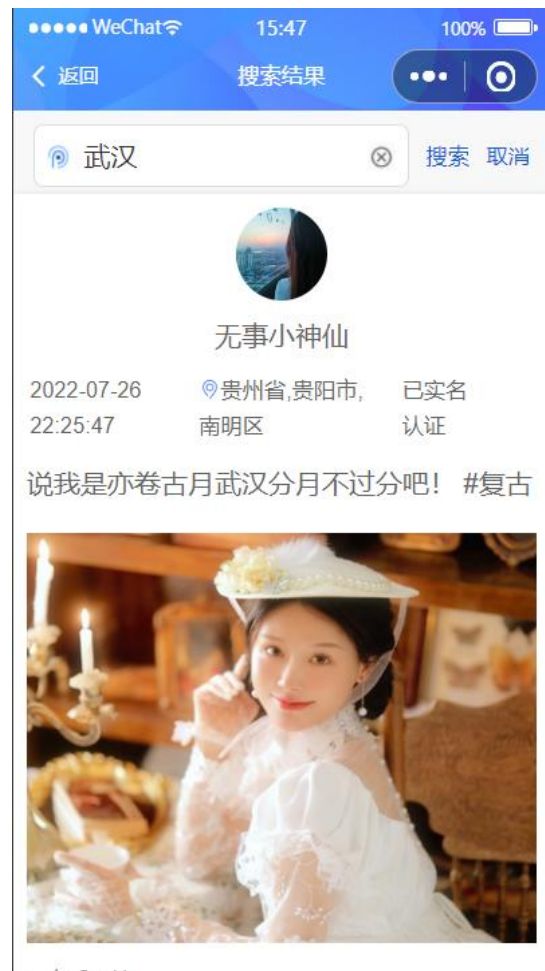 ●●●●● WeChat 15:47 100%
返回 搜索结果
武汉 搜索 取消
无事小神仙
2022-07-26 贵州省,贵阳市, 已实名
22:25:47 南明区 认证
说我是亦卷古月武汉分月不过分吧！ #复古